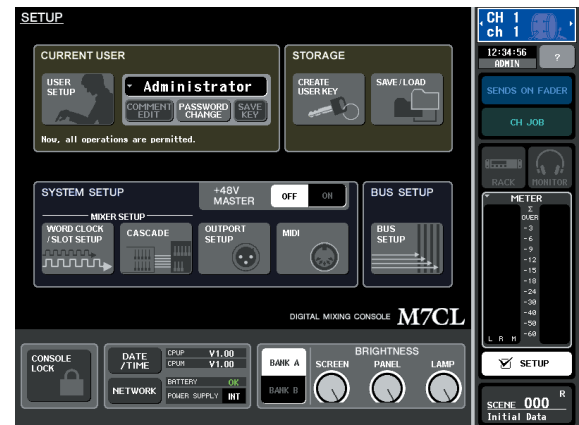 SETUP
CURRENT USER
USER
SETUP
Administrator
COMMENT
EDIT
PASSWORD
CHANGE
SAVE
KEY
Now, all operations are permitted.
STORAGE
CREATE
USER KEY
SAVE/LOAD
SYSTEM SETUP
+48V
MASTER
OFF
ON
MIXER SETUP
WORD CLOCK
/SLOT SETUP
CASCADE
OUTPORT
SETUP
MIDI
BUS SETUP
BUS
SETUP
DIGITAL MIXING CONSOLE M7CL
CONSOLE
LOCK
DATE
/TIME
CPUP V1.00
CPUM V1.00
NETWORK
BATTERY OK
POWER SUPPLY INT
BANK A
BANK B
BRIGHTNESS
SCREEN PANEL LAMP
CH 1
ch 1
12:34:56
ADMIN
?
SENDS ON FADER
CH JOB
RACK
MONITOR
METER
Σ
OVER
-3
-6
-9
-12
-15
-18
-24
-30
-40
-50
-60
L R M
SETUP
SCENE 000 R
Initial Data